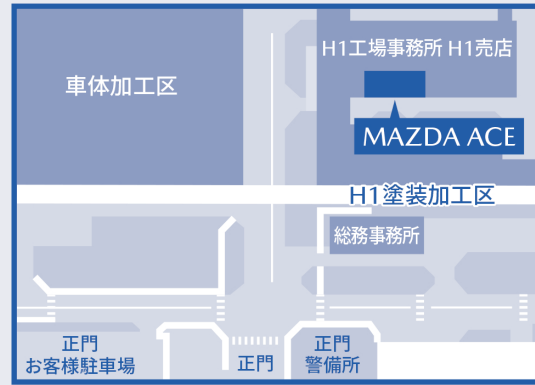 H1工場事務所 H1売店
車体加工区
MAZDA ACE
H1塗装加工区
総務事務所
正門
お客様駐車場
正門
正門
警備所